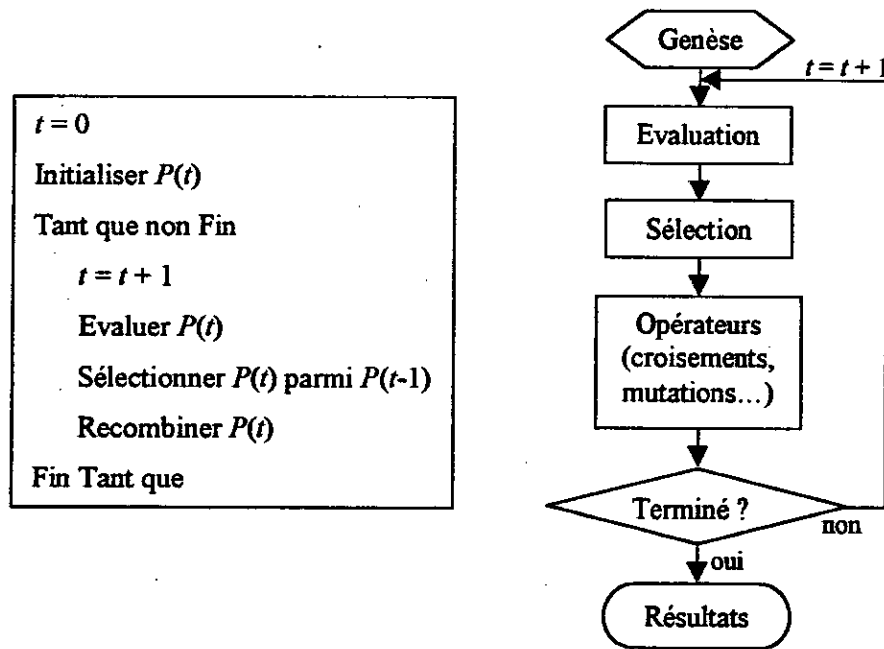 t = 0
Initialiser P(t)
Tant que non Fin
t = t + 1
Evaluer P(t)
Sélectionner P(t) parmi P(t-1)
Recombiner P(t)
Fin Tant que
Genèse
t = t + 1
Evaluation
Sélection
Opérateurs
(croisements,
mutations...)
Terminé ?
non
oui
Résultats